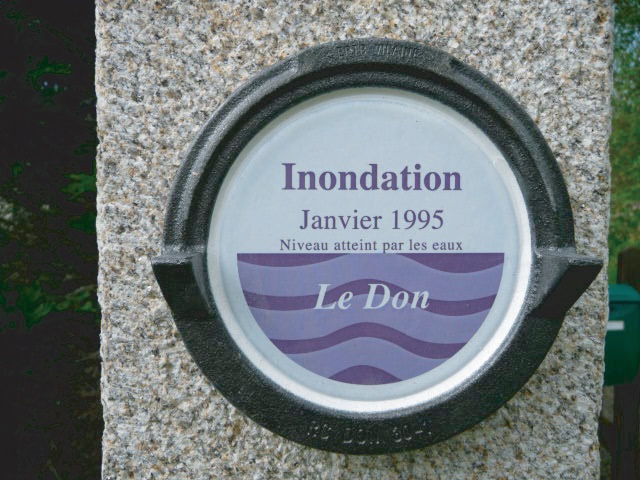 Inondation
Janvier 1995
Niveau atteint par les eaux
Le Don